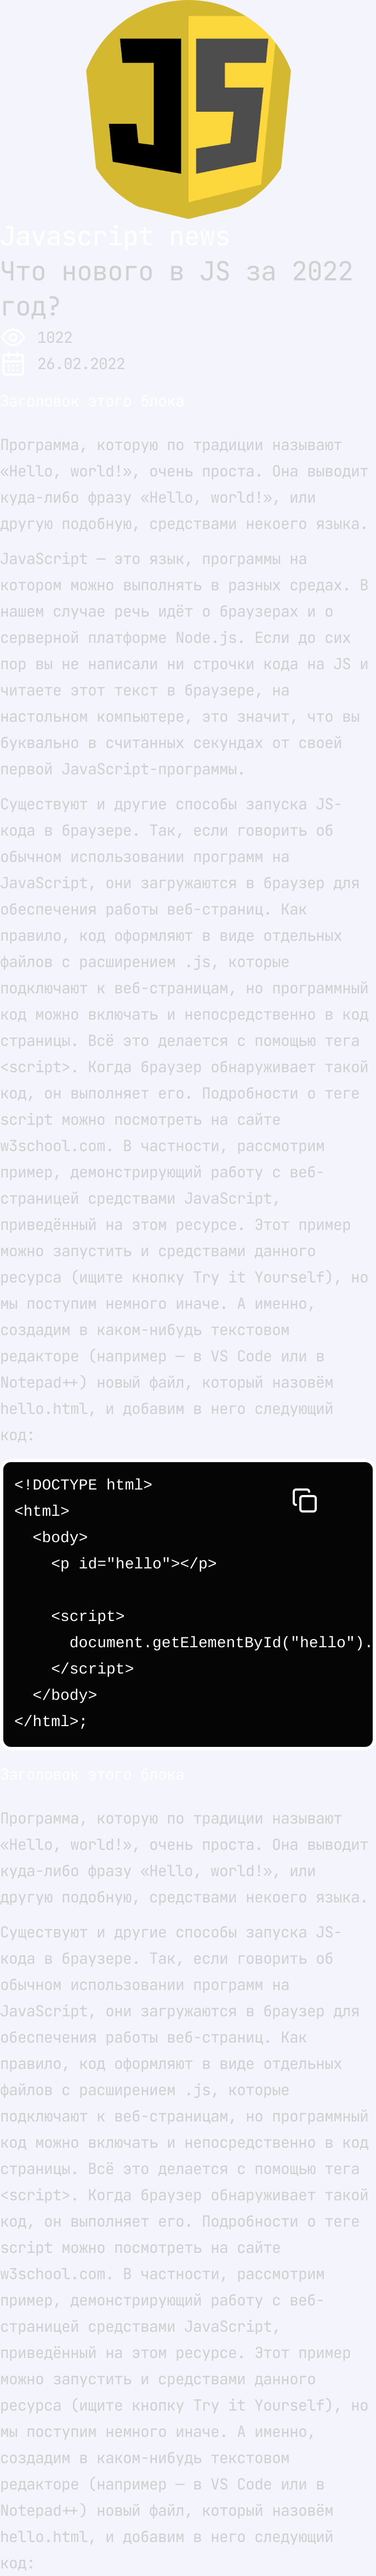 JS
Javascript news
Что нового в JS за 2022
год?
1022
26.02.2022
Заголовок этого блока
Программа, которую по традиции называют
«Hello, world!», очень проста. Она выводит
куда-либо фразу «Hello, world!», или
другую подобную, средствами некоего языка.
JavaScript — это язык, программы на
котором можно выполнять в разных средах. В
нашем случае речь идёт о браузерах и о
серверной платформе Node.js. Если до сих
пор вы не написали ни строчки кода на JS и
читаете этот текст в браузере, на
настольном компьютере, это значит, что вы
буквально в считанных секундах от своей
первой JavaScript-программы.
Существуют и другие способы запуска JS-
кода в браузере. Так, если говорить об
обычном использовании программ на
JavaScript, они загружаются в браузер для
обеспечения работы веб-страниц. Как
правило, код оформляют в виде отдельных
файлов с расширением .js, которые
подключают к веб-страницам, но программный
код можно включать и непосредственно в код
страницы. Всё это делается с помощью тега
<script>. Когда браузер обнаруживает такой
код, он выполняет его. Подробности о теге
script можно посмотреть на сайте
w3school.com. В частности, рассмотрим
пример, демонстрирующий работу с веб-
страницей средствами JavaScript,
приведённый на этом ресурсе. Этот пример
можно запустить и средствами данного
ресурса (ищите кнопку Try it Yourself), но
мы поступим немного иначе. А именно,
создадим в каком-нибудь текстовом
редакторе (например — в VS Code или в
Notepad++) новый файл, который назовём
hello.html, и добавим в него следующий
код:
<!DOCTYPE html>
<html>
<body>
<p id="hello"></p>
<script>
document.getElementById("hello").
</script>
</body>
</html>;
Заголовок этого блока
Программа, которую по традиции называют
«Hello, world!», очень проста. Она выводит
куда-либо фразу «Hello, world!», или
другую подобную, средствами некоего языка.
Существуют и другие способы запуска JS-
кода в браузере. Так, если говорить об
обычном использовании программ на
JavaScript, они загружаются в браузер для
обеспечения работы веб-страниц. Как
правило, код оформляют в виде отдельных
файлов с расширением .js, которые
подключают к веб-страницам, но программный
код можно включать и непосредственно в код
страницы. Всё это делается с помощью тега
<script>. Когда браузер обнаруживает такой
код, он выполняет его. Подробности о теге
script можно посмотреть на сайте
w3school.com. В частности, рассмотрим
пример, демонстрирующий работу с веб-
страницей средствами JavaScript,
приведённый на этом ресурсе. Этот пример
можно запустить и средствами данного
ресурса (ищите кнопку Try it Yourself), но
мы поступим немного иначе. А именно,
создадим в каком-нибудь текстовом
редакторе (например — в VS Code или в
Notepad++) новый файл, который назовём
hello.html, и добавим в него следующий
код: